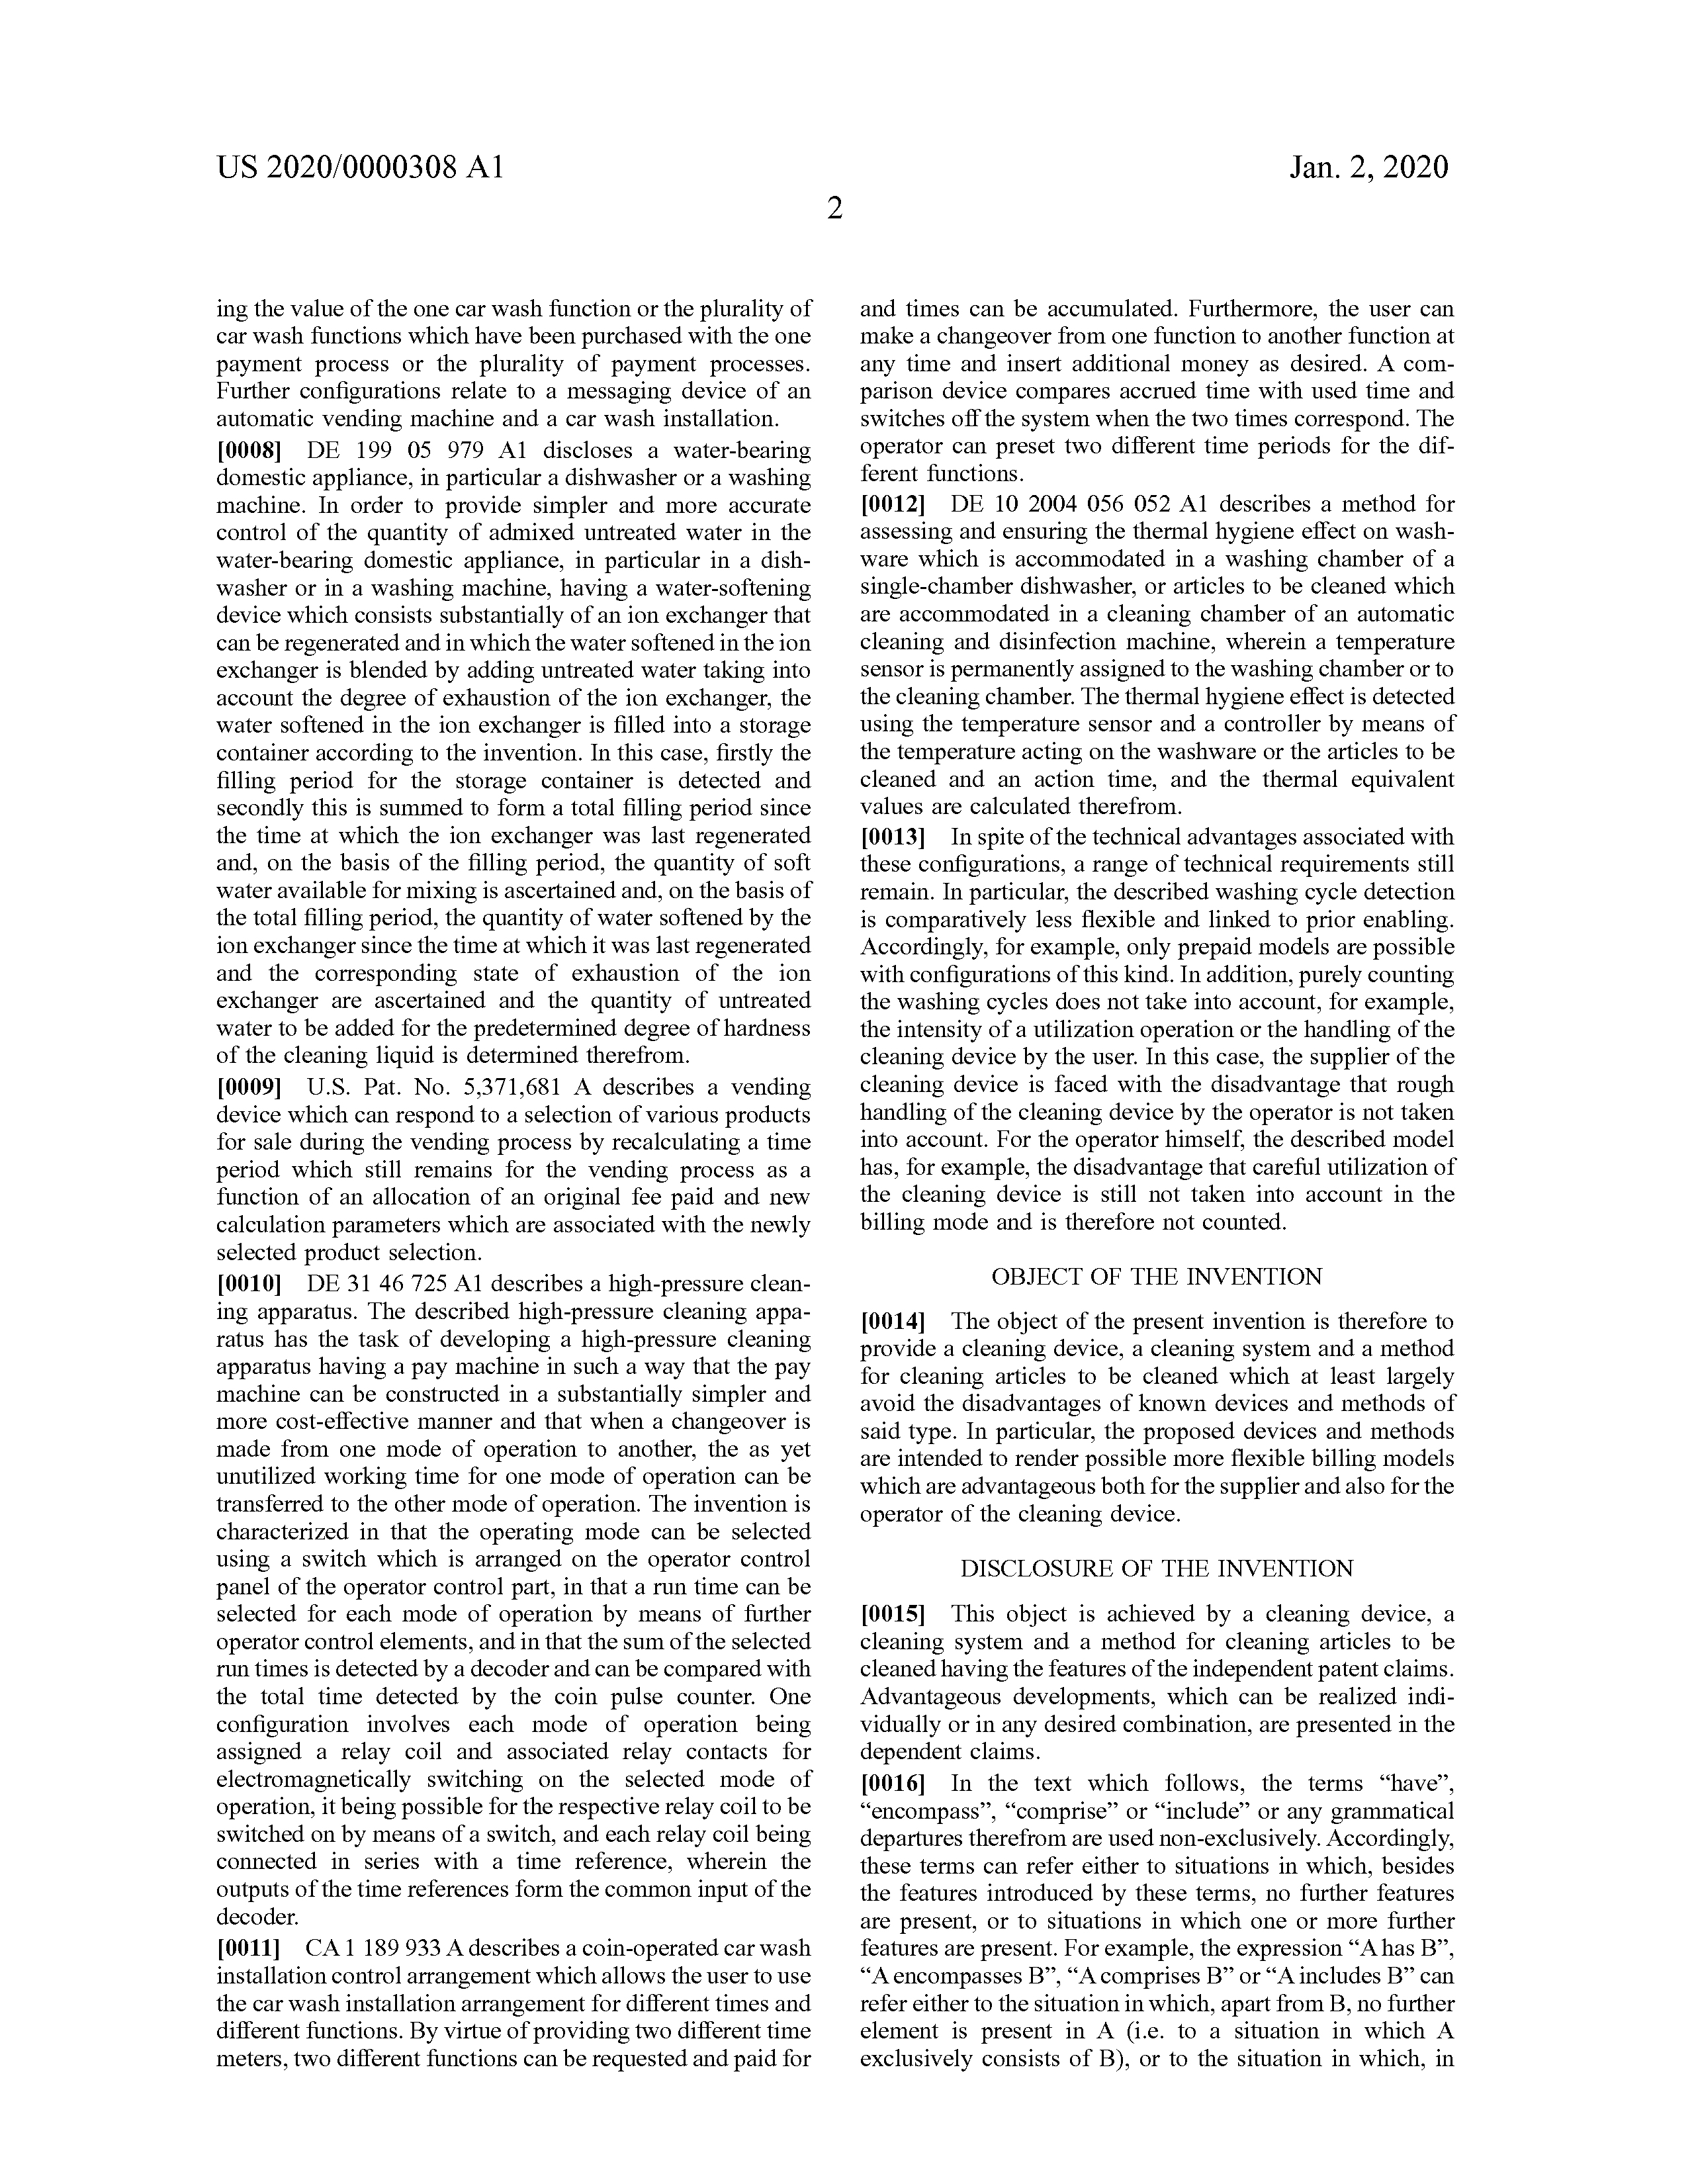 US 2020/0000308 A1
Jan. 2, 2020
2
ing the value of the one car wash function or the plurality of
car wash functions which have been purchased with the one
payment process or the plurality of payment processes.
Further configurations relate to a messaging device of an
automatic vending machine and a car wash installation.
[0008] DE 199 05 979 A1 discloses a water-bearing
domestic appliance, in particular a dishwasher or a washing
machine. In order to provide simpler and more accurate
control of the quantity of admixed untreated water in the
water-bearing domestic appliance, in particular in a dish-
washer or in a washing machine, having a water-softening
device which consists substantially of an ion exchanger that
can be regenerated and in which the water softened in the ion
exchanger is blended by adding untreated water taking into
account the degree of exhaustion of the ion exchanger, the
water softened in the ion exchanger is filled into a storage
container according to the invention. In this case, firstly the
filling period for the storage container is detected and
secondly this is summed to form a total filling period since
the time at which the ion exchanger was last regenerated
and, on the basis of the filling period, the quantity of soft
water available for mixing is ascertained and, on the basis of
the total filling period, the quantity of water softened by the
ion exchanger since the time at which it was last regenerated
and the corresponding state of exhaustion of the ion
exchanger are ascertained and the quantity of untreated
water to be added for the predetermined degree of hardness
of the cleaning liquid is determined therefrom.
[0009] U.S. Pat. No. 5,371,681 A describes a vending
device which can respond to a selection of various products
for sale during the vending process by recalculating a time
period which still remains for the vending process as a
function of an allocation of an original fee paid and new
calculation parameters which are associated with the newly
selected product selection.
[0010] DE 31 46 725 A1 describes a high-pressure clean-
ing apparatus. The described high-pressure cleaning appa-
ratus has the task of developing a high-pressure cleaning
apparatus having a pay machine in such a way that the pay
machine can be constructed in a substantially simpler and
more cost-effective manner and that when a changeover is
made from one mode of operation to another, the as yet
unutilized working time for one mode of operation can be
transferred to the other mode of operation. The invention is
characterized in that the operating mode can be selected
using a switch which is arranged on the operator control
panel of the operator control part, in that a run time can be
selected for each mode of operation by means of further
operator control elements, and in that the sum of the selected
run times is detected by a decoder and can be compared with
the total time detected by the coin pulse counter. One
configuration involves each mode of operation being
assigned a relay coil and associated relay contacts for
electromagnetically switching on the selected mode of
operation, it being possible for the respective relay coil to be
switched on by means of a switch, and each relay coil being
connected in series with a time reference, wherein the
outputs of the time references form the common input of the
decoder.
[0011] CA 1 189 933 A describes a coin-operated car wash
installation control arrangement which allows the user to use
the car wash installation arrangement for different times and
different functions. By virtue of providing two different time
meters, two different functions can be requested and paid for
and times can be accumulated. Furthermore, the user can
make a changeover from one function to another function at
any time and insert additional money as desired. A com-
parison device compares accrued time with used time and
switches off the system when the two times correspond. The
operator can preset two different time periods for the dif-
ferent functions.
[0012] DE 10 2004 056 052 A1 describes a method for
assessing and ensuring the thermal hygiene effect on wash-
ware which is accommodated in a washing chamber of a
single-chamber dishwasher, or articles to be cleaned which
are accommodated in a cleaning chamber of an automatic
cleaning and disinfection machine, wherein a temperature
sensor is permanently assigned to the washing chamber or to
the cleaning chamber. The thermal hygiene effect is detected
using the temperature sensor and a controller by means of
the temperature acting on the washware or the articles to be
cleaned and an action time, and the thermal equivalent
values are calculated therefrom.
[0013] In spite of the technical advantages associated with
these configurations, a range of technical requirements still
remain. In particular, the described washing cycle detection
is comparatively less flexible and linked to prior enabling.
Accordingly, for example, only prepaid models are possible
with configurations of this kind. In addition, purely counting
the washing cycles does not take into account, for example,
the intensity of a utilization operation or the handling of the
cleaning device by the user. In this case, the supplier of the
cleaning device is faced with the disadvantage that rough
handling of the cleaning device by the operator is not taken
into account. For the operator himself, the described model
has, for example, the disadvantage that careful utilization of
the cleaning device is still not taken into account in the
billing mode and is therefore not counted.
OBJECT OF THE INVENTION
[0014] The object of the present invention is therefore to
provide a cleaning device, a cleaning system and a method
for cleaning articles to be cleaned which at least largely
avoid the disadvantages of known devices and methods of
said type. In particular, the proposed devices and methods
are intended to render possible more flexible billing models
which are advantageous both for the supplier and also for the
operator of the cleaning device.
DISCLOSURE OF THE INVENTION
[0015] This object is achieved by a cleaning device, a
cleaning system and a method for cleaning articles to be
cleaned having the features of the independent patent claims.
Advantageous developments, which can be realized indi-
vidually or in any desired combination, are presented in the
dependent claims.
[0016] In the text which follows, the terms “have”,
“encompass”, “comprise” or “include” or any grammatical
departures therefrom are used non-exclusively. Accordingly,
these terms can refer either to situations in which, besides
the features introduced by these terms, no further features
are present, or to situations in which one or more further
features are present. For example, the expression “A has B”,
“A encompasses B”, “A comprises B” or “A includes B” can
refer either to the situation in which, apart from B, no further
element is present in A (i.e. to a situation in which A
exclusively consists of B), or to the situation in which, in